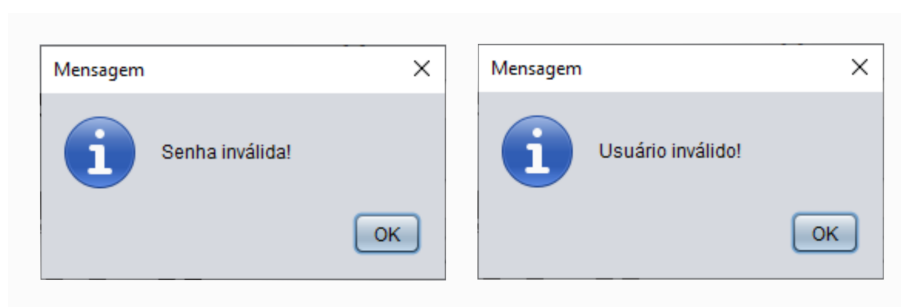 Mensagem
Senha inválida!
OK
Mensagem
Usuário inválido!
OK